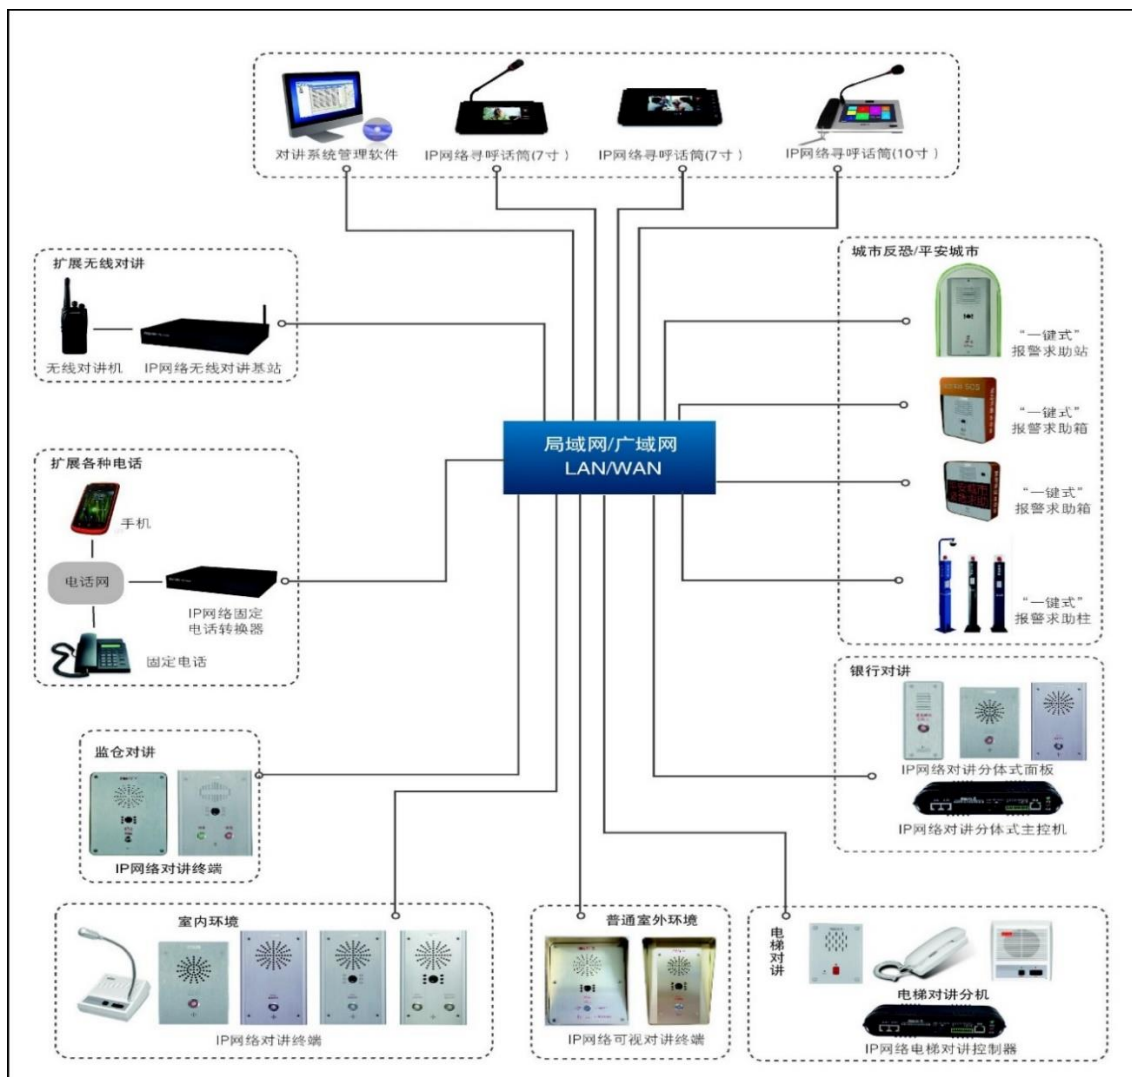 对讲系统管理软件
IP网络寻呼话筒(7寸)
IP网络寻呼话筒(7寸)
IP网络寻呼话筒(10寸)
扩展无线对讲
无线对讲机
IP网络无线对讲基站
城市反恐/平安城市
“一键式”
报警求助站
“一键式”
报警求助箱
“一键式”
报警求助箱
“一键式”
报警求助柱
局域网/广域网
LAN/WAN
扩展各种电话
手机
电话网
IP网络固定
电话转换器
固定电话
银行对讲
IP网络对讲分体式面板
IP网络对讲分体式主控机
监仓对讲
IP网络对讲终端
室内环境
IP网络对讲终端
普通室外环境
IP网络可视对讲终端
电梯对讲
电梯对讲分机
IP网络电梯对讲控制器